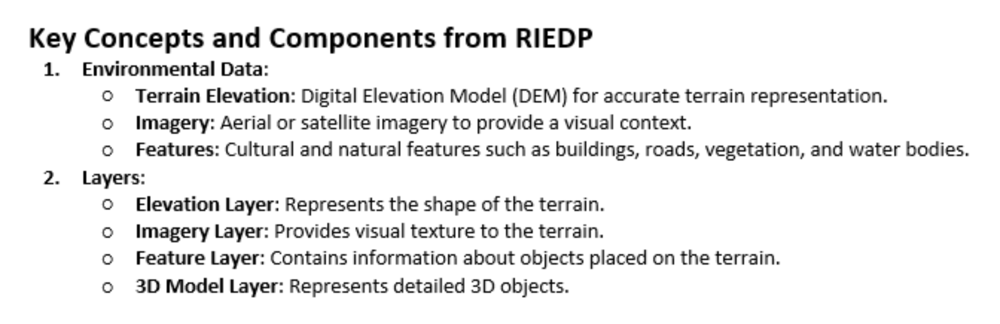 Key Concepts and Components from RIEDP
1. Environmental Data:
○ Terrain Elevation: Digital Elevation Model (DEM) for accurate terrain representation.
○ Imagery: Aerial or satellite imagery to provide a visual context.
○ Features: Cultural and natural features such as buildings, roads, vegetation, and water bodies.
2. Layers:
○ Elevation Layer: Represents the shape of the terrain.
○ Imagery Layer: Provides visual texture to the terrain.
○ Feature Layer: Contains information about objects placed on the terrain.
○ 3D Model Layer: Represents detailed 3D objects.